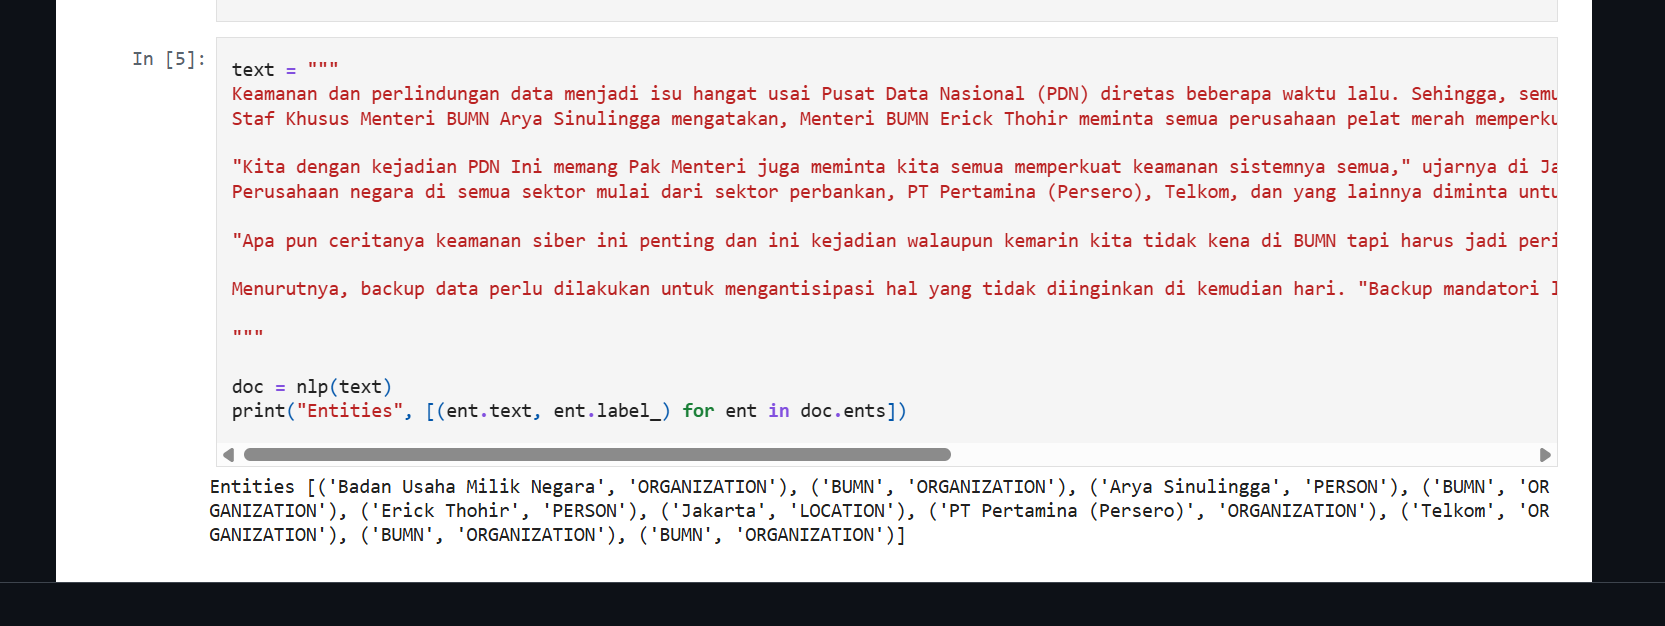 In [5]:
text = """
Keamanan dan perlindungan data menjadi isu hangat usai Pusat Data Nasional (PDN) diretas beberapa waktu lalu. Sehingga, semu
Staf Khusus Menteri BUMN Arya Sinulingga mengatakan, Menteri BUMN Erick Thohir meminta semua perusahaan pelat merah memperku
"Kita dengan kejadian PDN Ini memang Pak Menteri juga meminta kita semua memperkuat keamanan sistemnya semua," ujarnya di Ja
Perusahaan negara di semua sektor mulai dari sektor perbankan, PT Pertamina (Persero), Telkom, dan yang lainnya diminta untu
"Apa pun ceritanya keamanan siber ini penting dan ini kejadian walaupun kemarin kita tidak kena di BUMN tapi harus jadi peri
Menurutnya, backup data perlu dilakukan untuk mengantisipasi hal yang tidak diinginkan di kemudian hari. "Backup mandatori
"""
doc = nlp(text)
print("Entities", [(ent.text, ent.label_) for ent in doc.ents])
Entities [('Badan Usaha Milik Negara', 'ORGANIZATION'), ('BUMN', 'ORGANIZATION'), ('Arya Sinulingga', 'PERSON'), ('BUMN', 'OR
GANIZATION'), ('Erick Thohir', 'PERSON'), ('Jakarta', 'LOCATION'), ('PT Pertamina (Persero)', 'ORGANIZATION'), ('Telkom', 'OR
GANIZATION'), ('BUMN', 'ORGANIZATION'), ('BUMN', 'ORGANIZATION')]